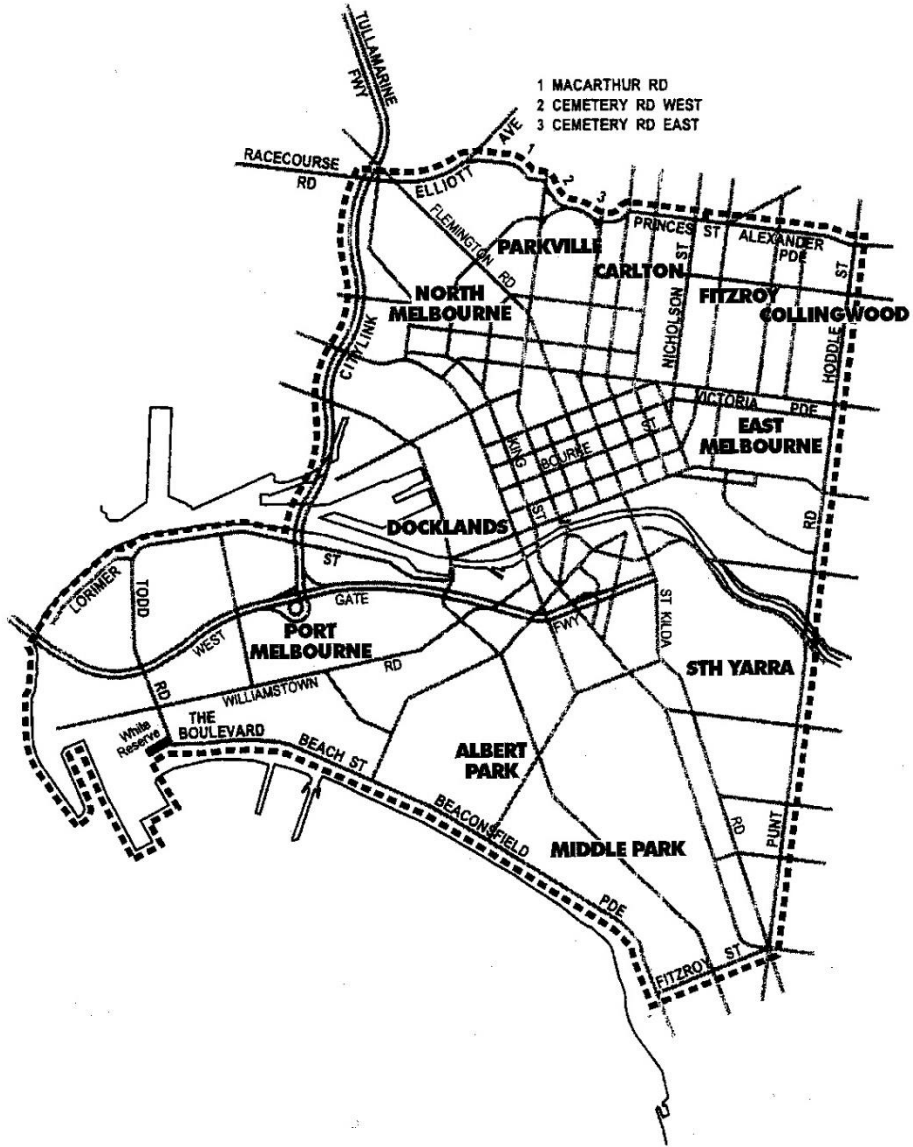 TULLAMARINE
FWY
1 MACARTHUR RD
2 CEMETERY RD WEST
3 CEMETERY RD EAST
RACECOURSE
RD
ELLIOTT
AVE
1
2
3
FLEMINGTON
RD
PARKVILLE
PRINCES ST
ALEXANDER
PDE
CARLTON
NICHOLSON
ST
FITZROY
COLLINGWOOD
HODDLE
ST
NORTH
MELBOURNE
CITYLINK
VICTORIA
PDE
EAST
MELBOURNE
KING
ST
BOURKE
ST
DOCKLANDS
RD
LORIMER
ST
TODD
RD
WEST
GATE
FWY
PORT
MELBOURNE
ST KILDA
RD
STH YARRA
WILLIAMSTOWN
RD
White
Reserve
THE
BOULEVARD
BEACH ST
ALBERT
PARK
BEACONSFIELD
PDE
MIDDLE PARK
PUNT
FITZROY
ST